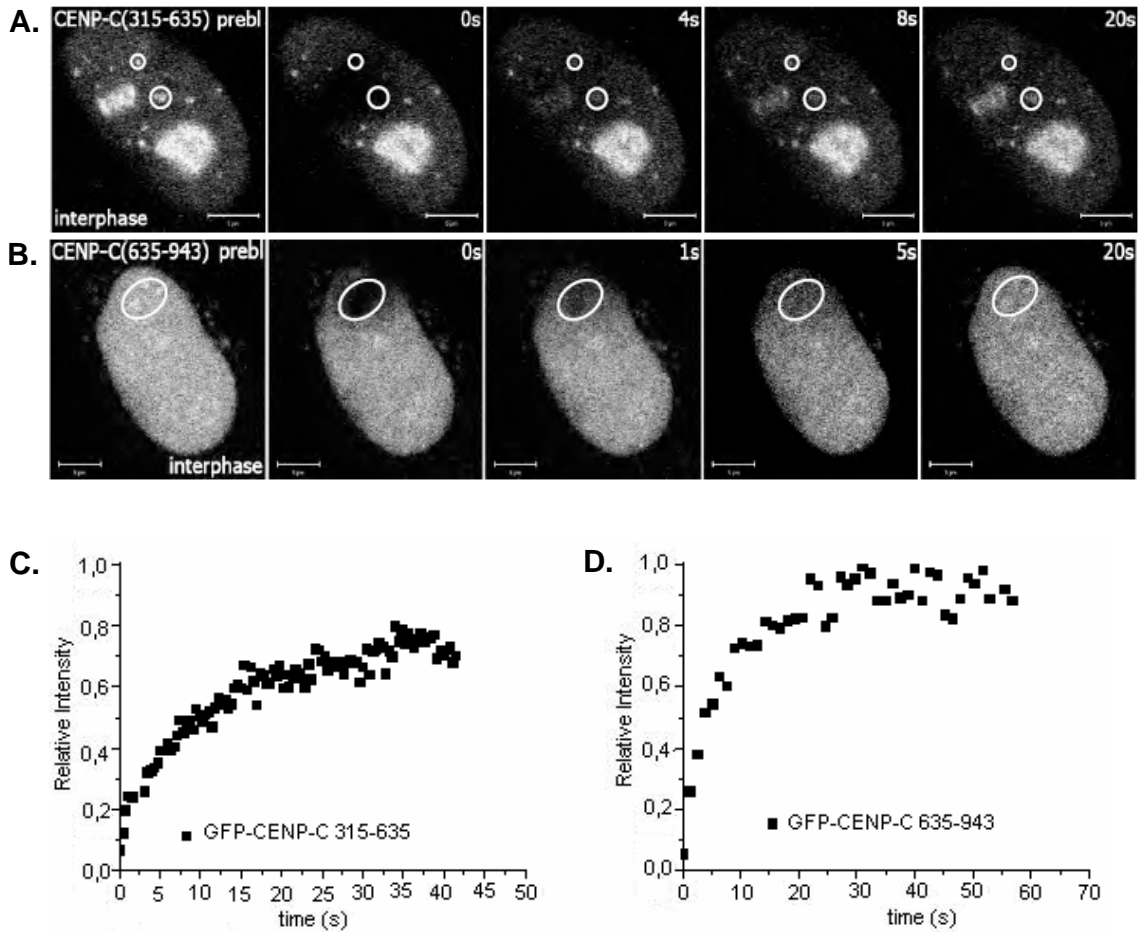 A.
CENP-C(315-635) prebl
0s
4s
8s
20s
interphase
B.
CENP-C(635-943) prebl
0s
1s
5s
20s
interphase
C.
1,0
0,8
0,6
0,4
0,2
0,0
Relative Intensity
GFP-CENP-C 315-635
0 5 10 15 20 25 30 35 40 45 50
time (s)
D.
1,0
0,8
0,6
0,4
0,2
0,0
Relative Intensity
GFP-CENP-C 635-943
0 10 20 30 40 50 60 70
time (s)